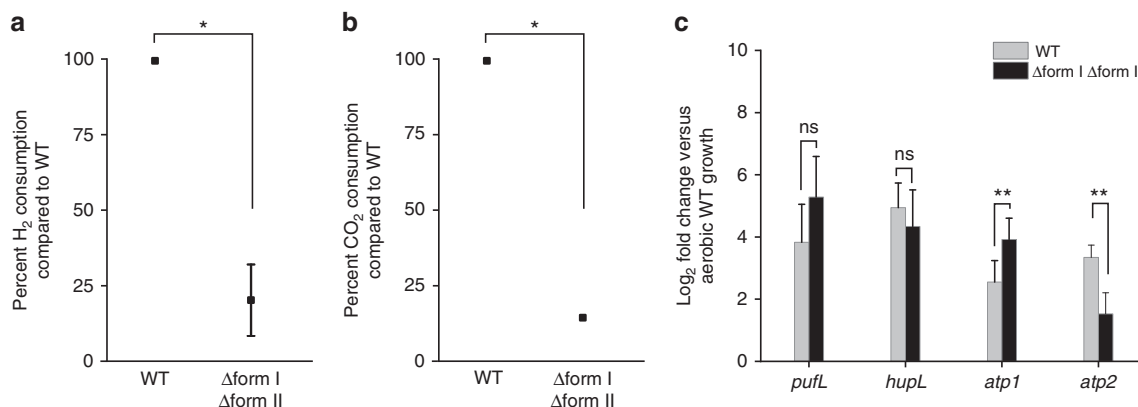 a
*
Percent H₂ consumption
compared to WT
100
75
50
25
0
WT
Δform I
Δform II
b
*
Percent CO₂ consumption
compared to WT
100
75
50
25
0
WT
Δform I
Δform II
c
WT
Δform I Δform I
Log₂ fold change versus
aerobic WT growth
10
8
6
4
2
0
ns
ns
**
**
pufL
hupL
atp1
atp2